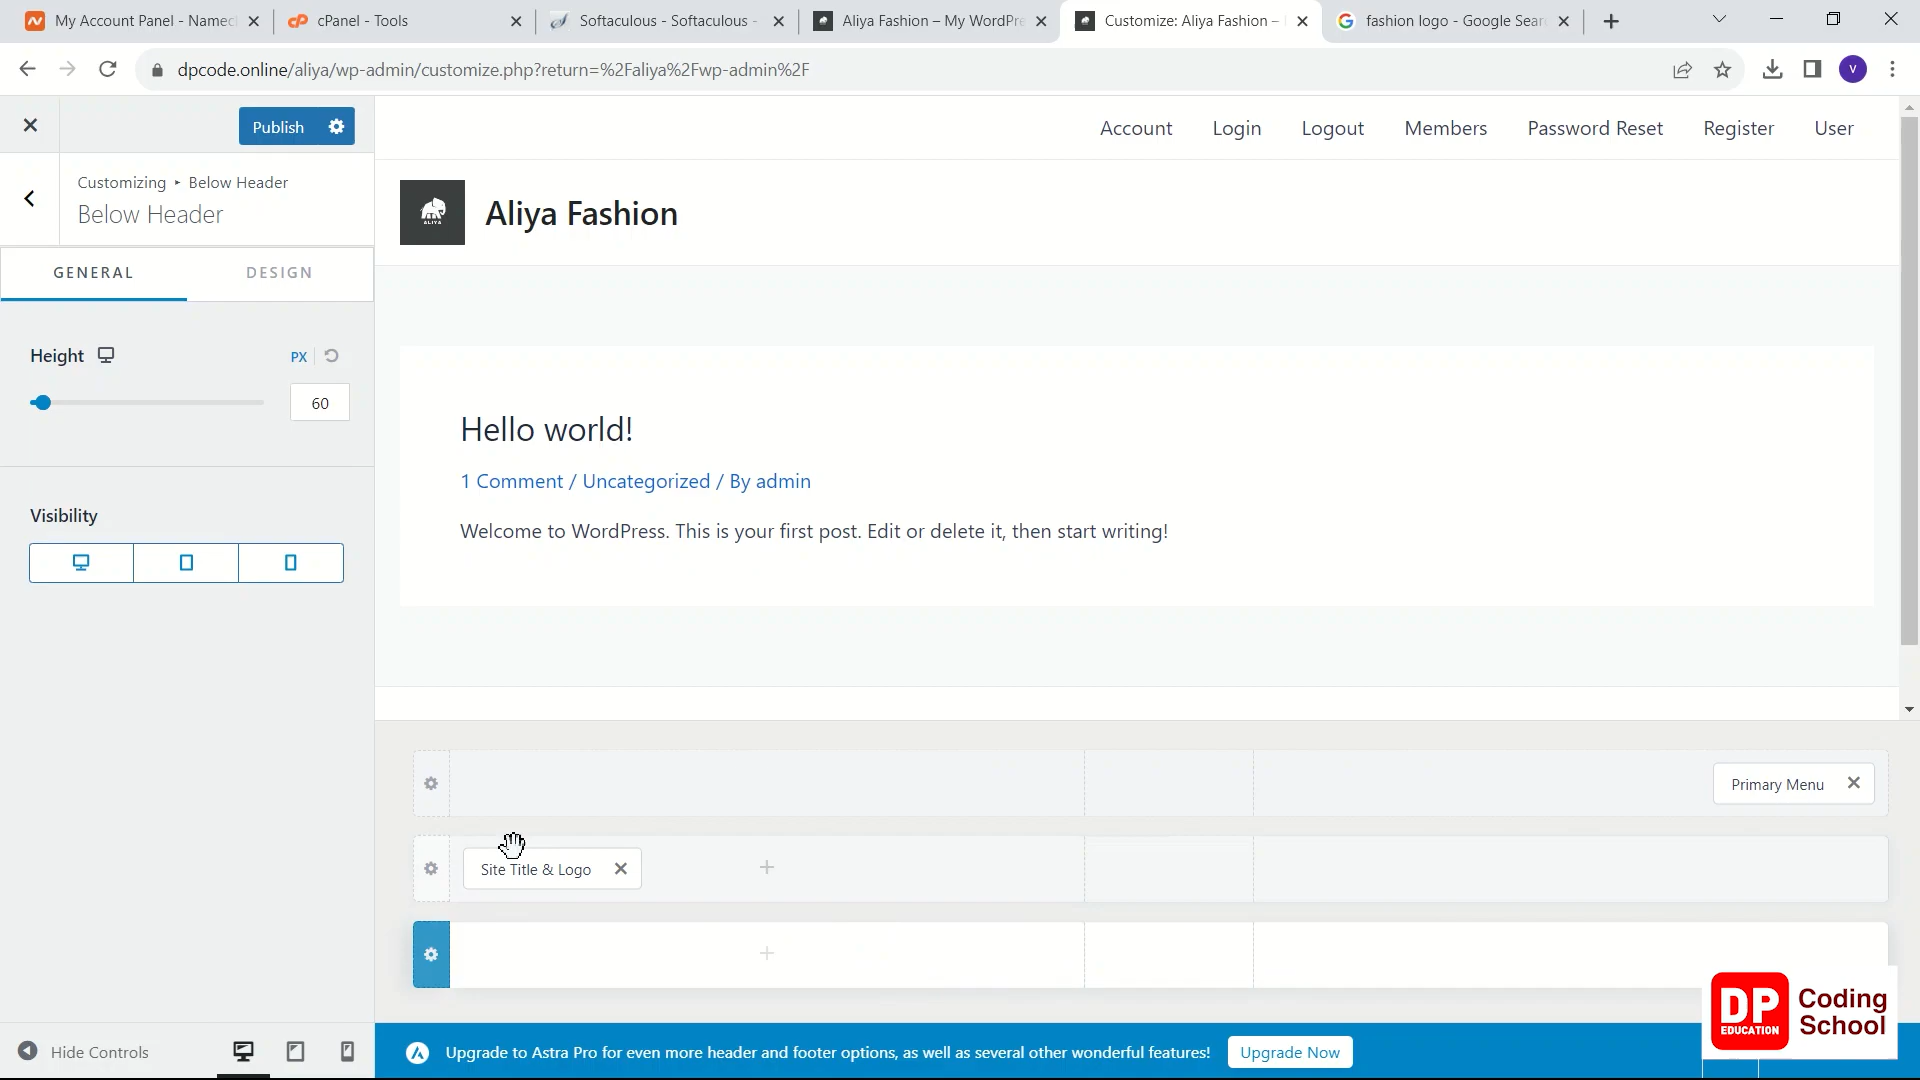 My Account Panel - Namec
cPanel - Tools
Softaculous - Softaculous -
Aliya Fashion – My WordPre
Customize: Aliya Fashion –
fashion logo - Google Sear
dpcode.online/aliya/wp-admin/customize.php?return=%2Faliya%2Fwp-admin%2F
V
Publish
Account Login Logout Members Password Reset Register User
Customizing ▸ Below Header
Below Header
ALIYA
Aliya Fashion
GENERAL DESIGN
Height PX
60
Hello world!
1 Comment / Uncategorized / By admin
Visibility
Welcome to WordPress. This is your first post. Edit or delete it, then start writing!
Primary Menu
Site Title & Logo
DP
EDUCATION
Coding
School
Hide Controls
Upgrade to Astra Pro for even more header and footer options, as well as several other wonderful features!
Upgrade Now